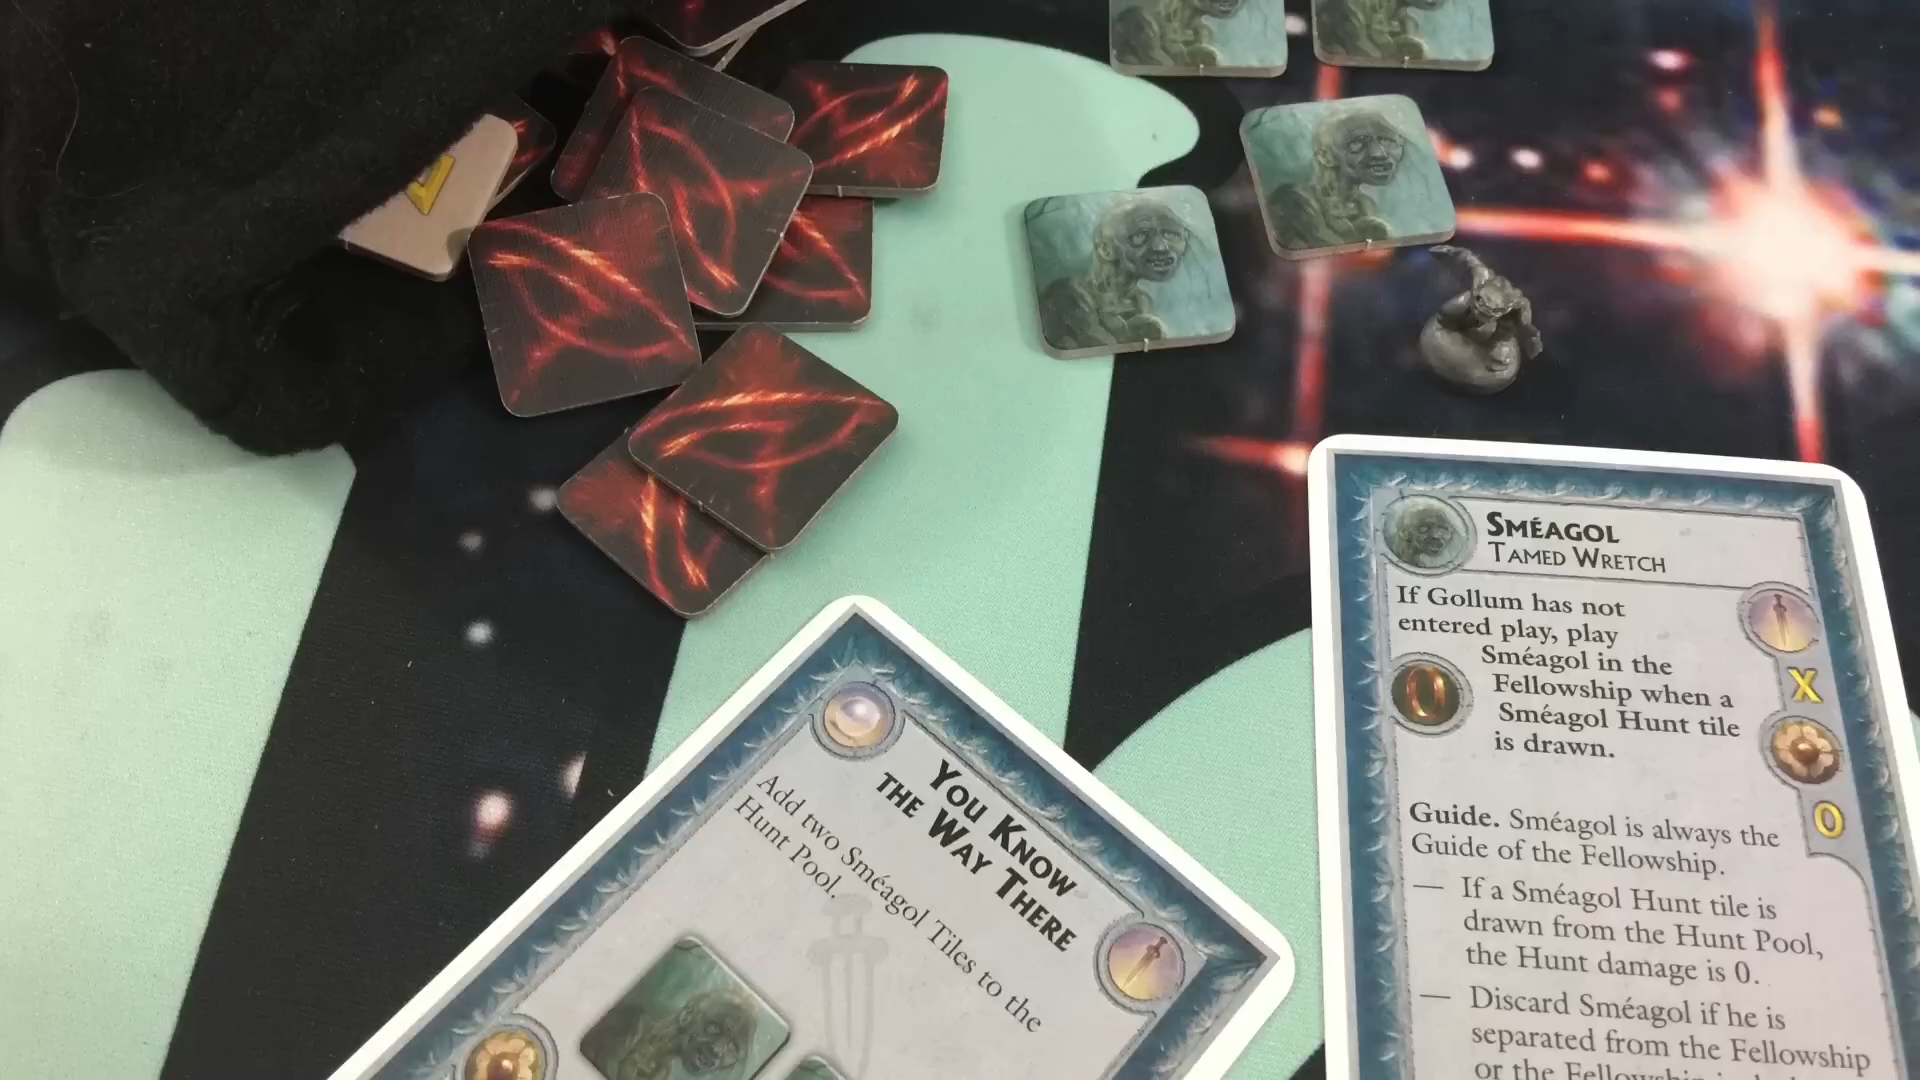 SMÉAGOL
TAMED WRETCH
If Gollum has not
entered play, play
Sméagol in the
Fellowship when a
Sméagol Hunt tile
is drawn.
X
0
Guide. Sméagol is always the
Guide of the Fellowship.
— If a Sméagol Hunt tile is
drawn from the Hunt Pool,
the Hunt damage is 0.
— Discard Sméagol if he is
separated from the Fellowship
or the Fellowship
YOU KNOW
THE WAY THERE
Add two Sméagol Tiles to the
Hunt Pool.